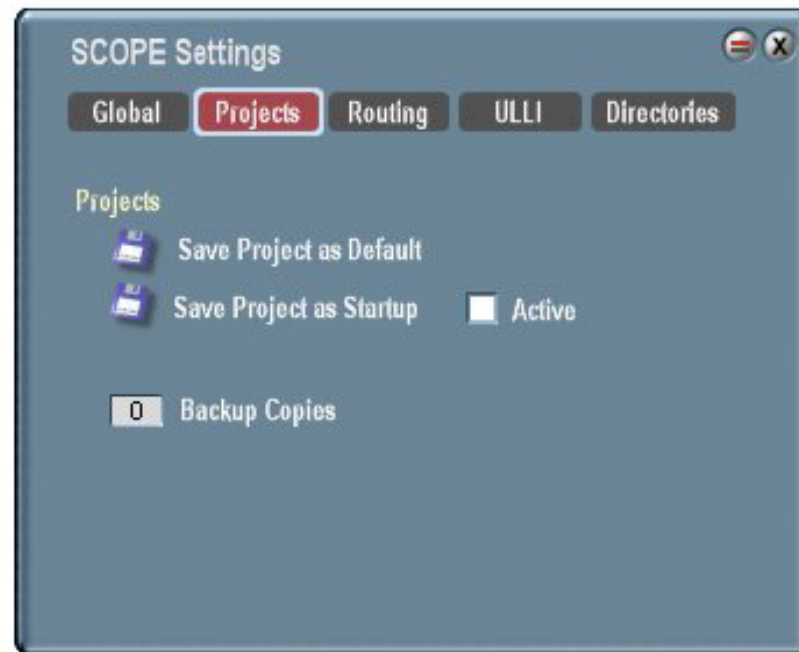 SCOPE Settings
Global Projects Routing ULLI Directories
Projects
Save Project as Default
Save Project as Startup Active
0 Backup Copies